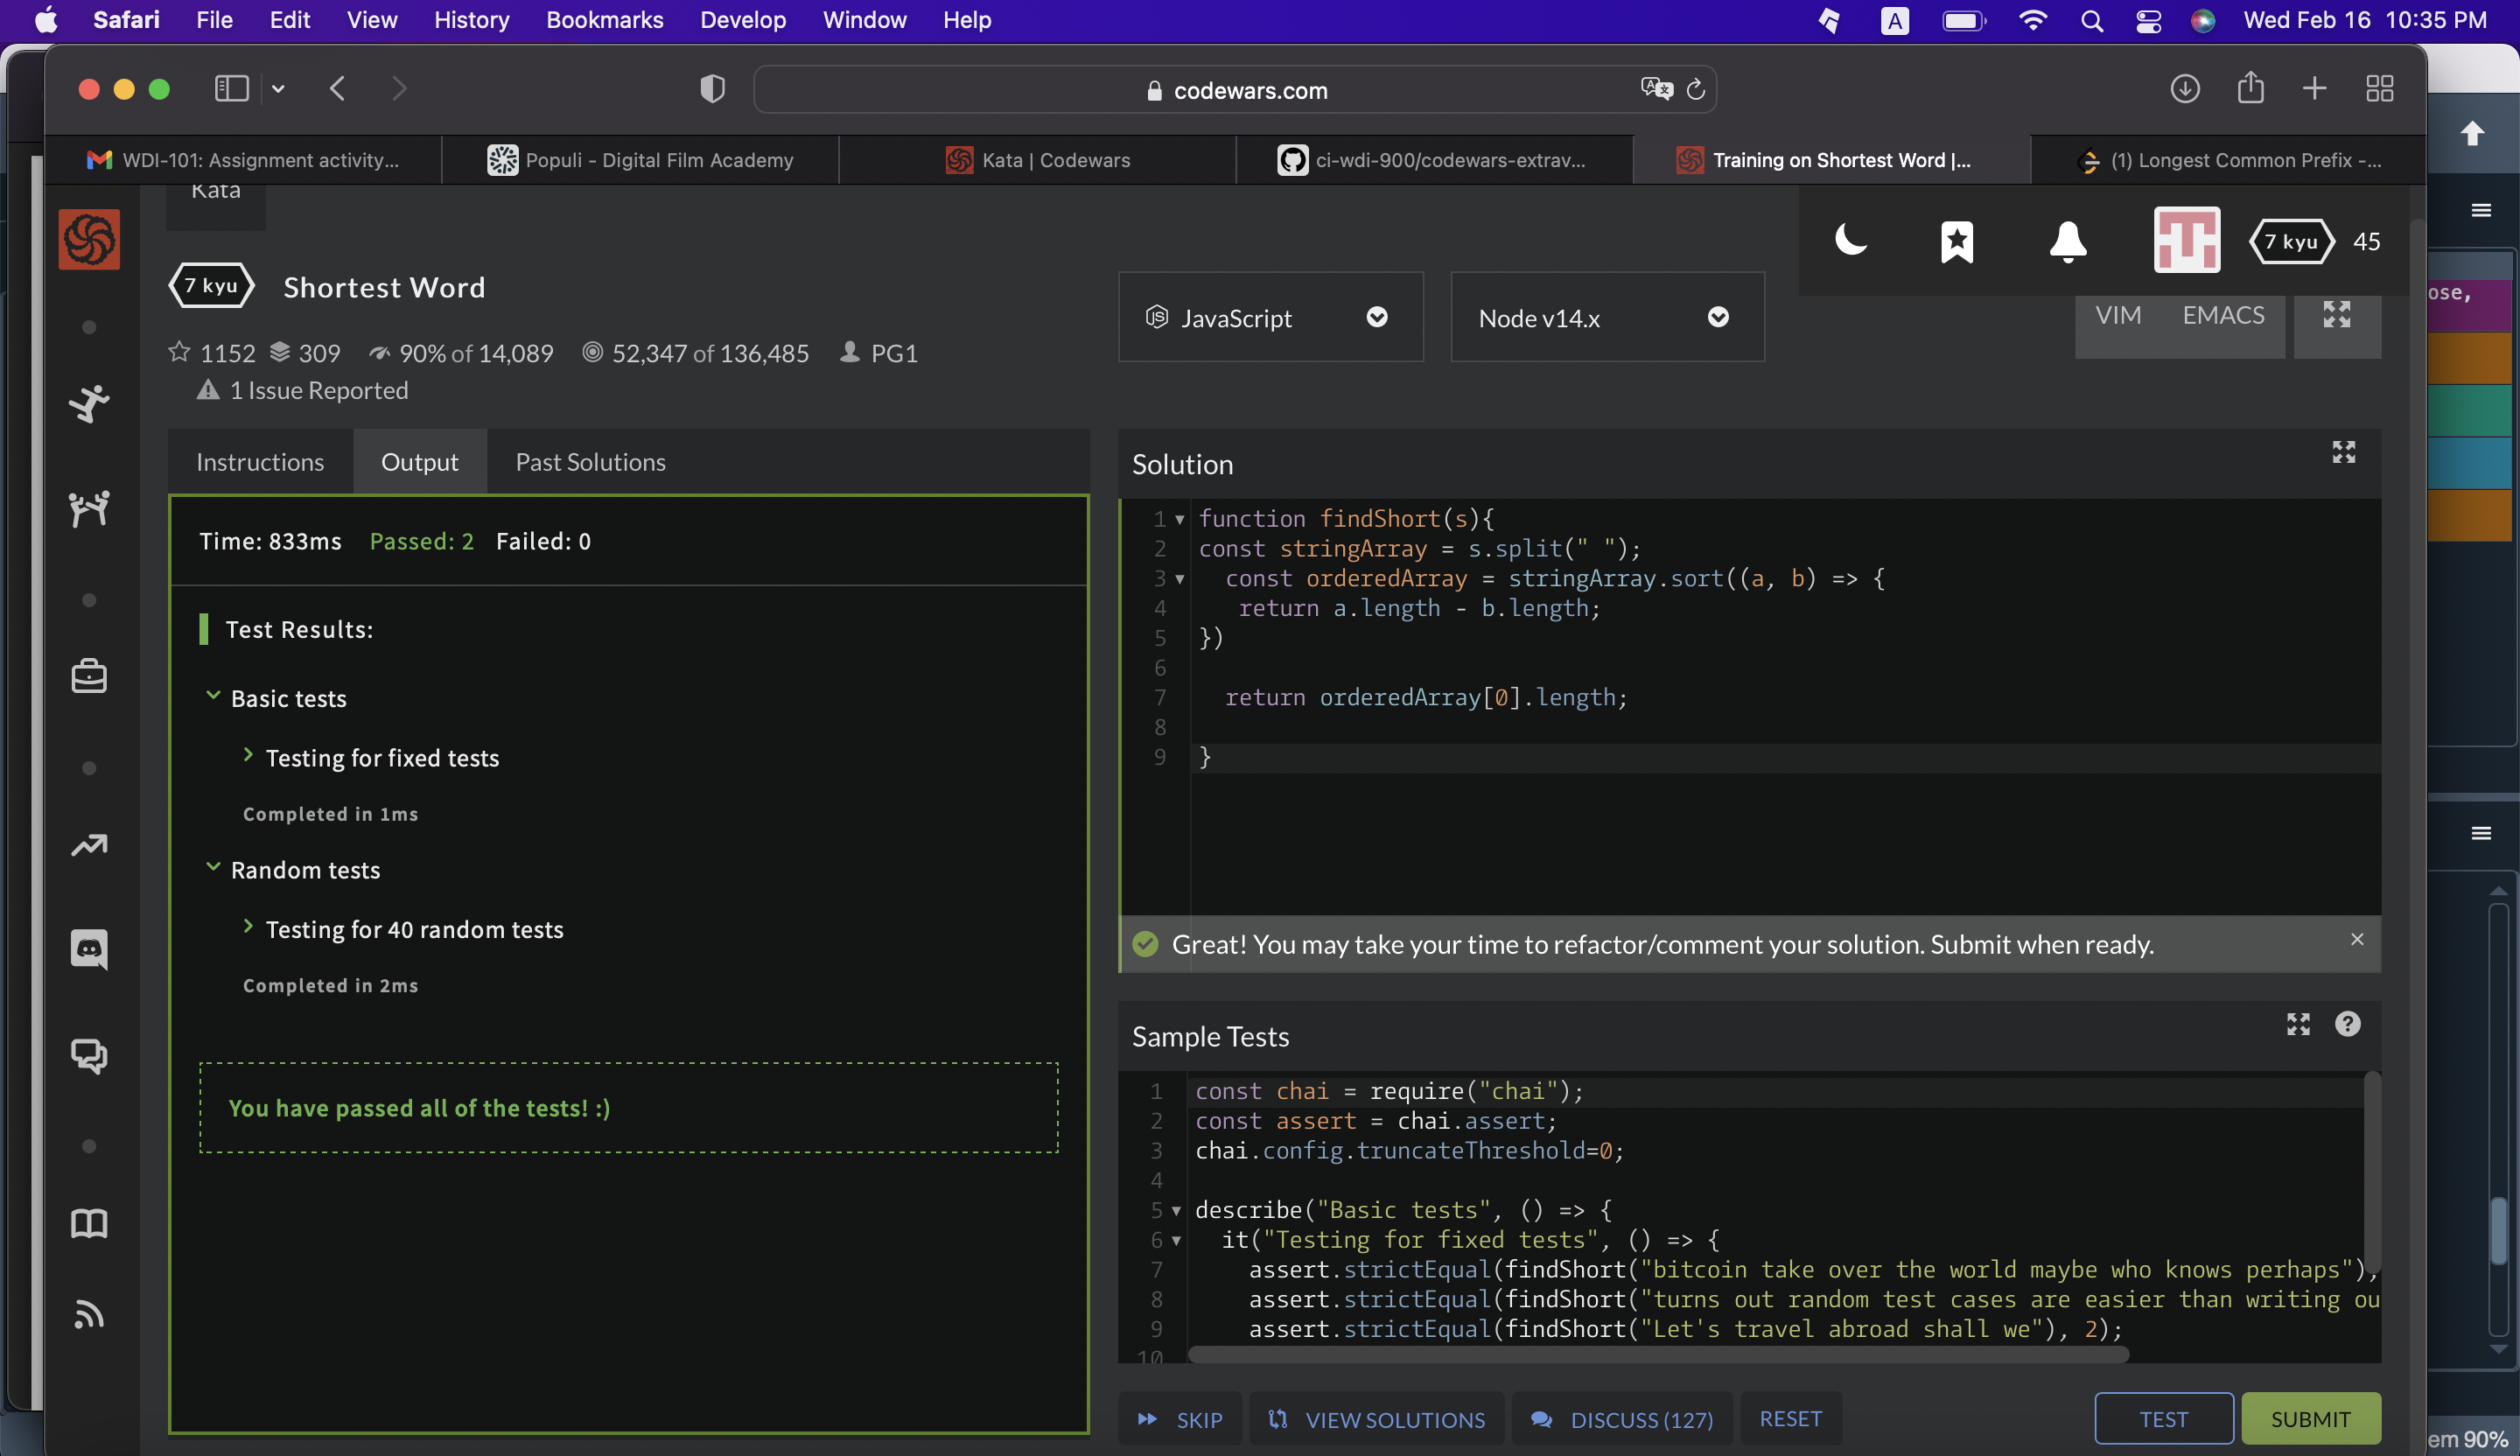 Safari File Edit View History Bookmarks Develop Window Help A Wed Feb 16 10:35 PM
codewars.com
WDI-101: Assignment activity...
Populi - Digital Film Academy
Kata | Codewars
ci-wdi-900/codewars-extrav...
Training on Shortest Word |...
(1) Longest Common Prefix -...
Kata
7 kyu 45
7 kyu Shortest Word
JavaScript
Node v14.x
VIM EMACS
ose,
1152 309 90% of 14,089 52,347 of 136,485 PG1
1 Issue Reported
Instructions Output Past Solutions
Time: 833ms Passed: 2 Failed: 0
Test Results:
Basic tests
Testing for fixed tests
Completed in 1ms
Random tests
Testing for 40 random tests
Completed in 2ms
You have passed all of the tests! :)
Solution
1 function findShort(s){
2 const stringArray = s.split(" ");
3 const orderedArray = stringArray.sort((a, b) => {
4 return a.length - b.length;
5 })
6
7 return orderedArray[0].length;
8
9 }
Great! You may take your time to refactor/comment your solution. Submit when ready.
Sample Tests
1 const chai = require("chai");
2 const assert = chai.assert;
3 chai.config.truncateThreshold=0;
4
5 describe("Basic tests", () => {
6 it("Testing for fixed tests", () => {
7 assert.strictEqual(findShort("bitcoin take over the world maybe who knows perhaps"),
8 assert.strictEqual(findShort("turns out random test cases are easier than writing ou
9 assert.strictEqual(findShort("Let's travel abroad shall we"), 2);
10
SKIP VIEW SOLUTIONS DISCUSS (127) RESET TEST SUBMIT
em 90%